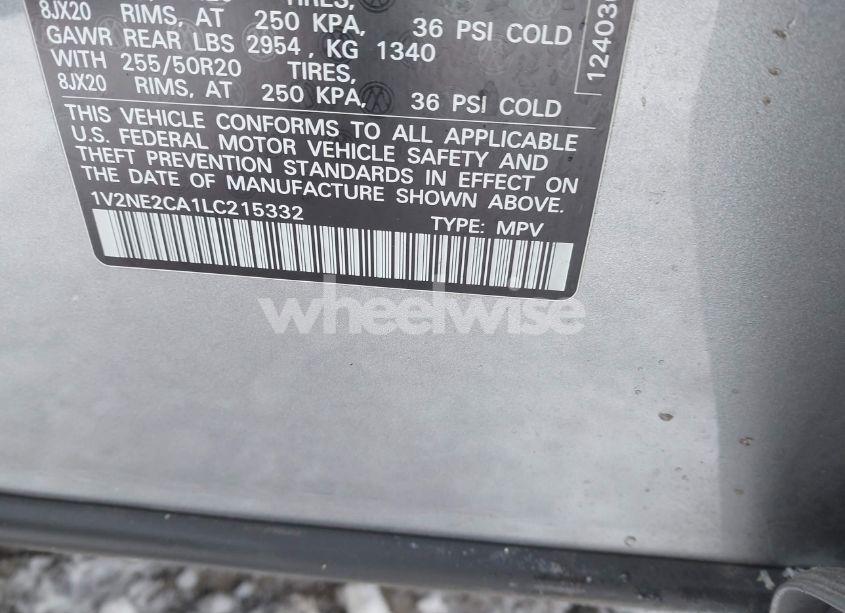 8JX20 RIMS, AT 250 KPA, 36 PSI COLD
GAWR REAR LBS 2954, KG 1340
WITH 255/50R20 TIRES,
8JX20 RIMS, AT 250 KPA, 36 PSI COLD
THIS VEHICLE CONFORMS TO ALL APPLICABLE
U.S. FEDERAL MOTOR VEHICLE SAFETY AND
THEFT PREVENTION STANDARDS IN EFFECT ON
THE DATE OF MANUFACTURE SHOWN ABOVE.
1V2NE2CA1LC215332
TYPE: MPV
wheelwise